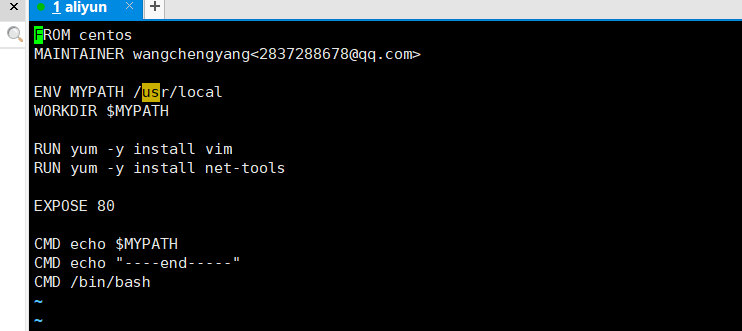 1 aliyun
FROM centos
MAINTAINER wangchengyang<2837288678@qq.com>
ENV MYPATH /usr/local
WORKDIR $MYPATH
RUN yum -y install vim
RUN yum -y install net-tools
EXPOSE 80
CMD echo $MYPATH
CMD echo "----end-----"
CMD /bin/bash
~
~